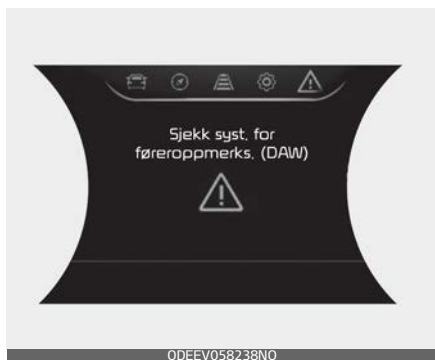 Sjekk syst, for
føreroppmerks, (DAW)
ODEEV058238NO